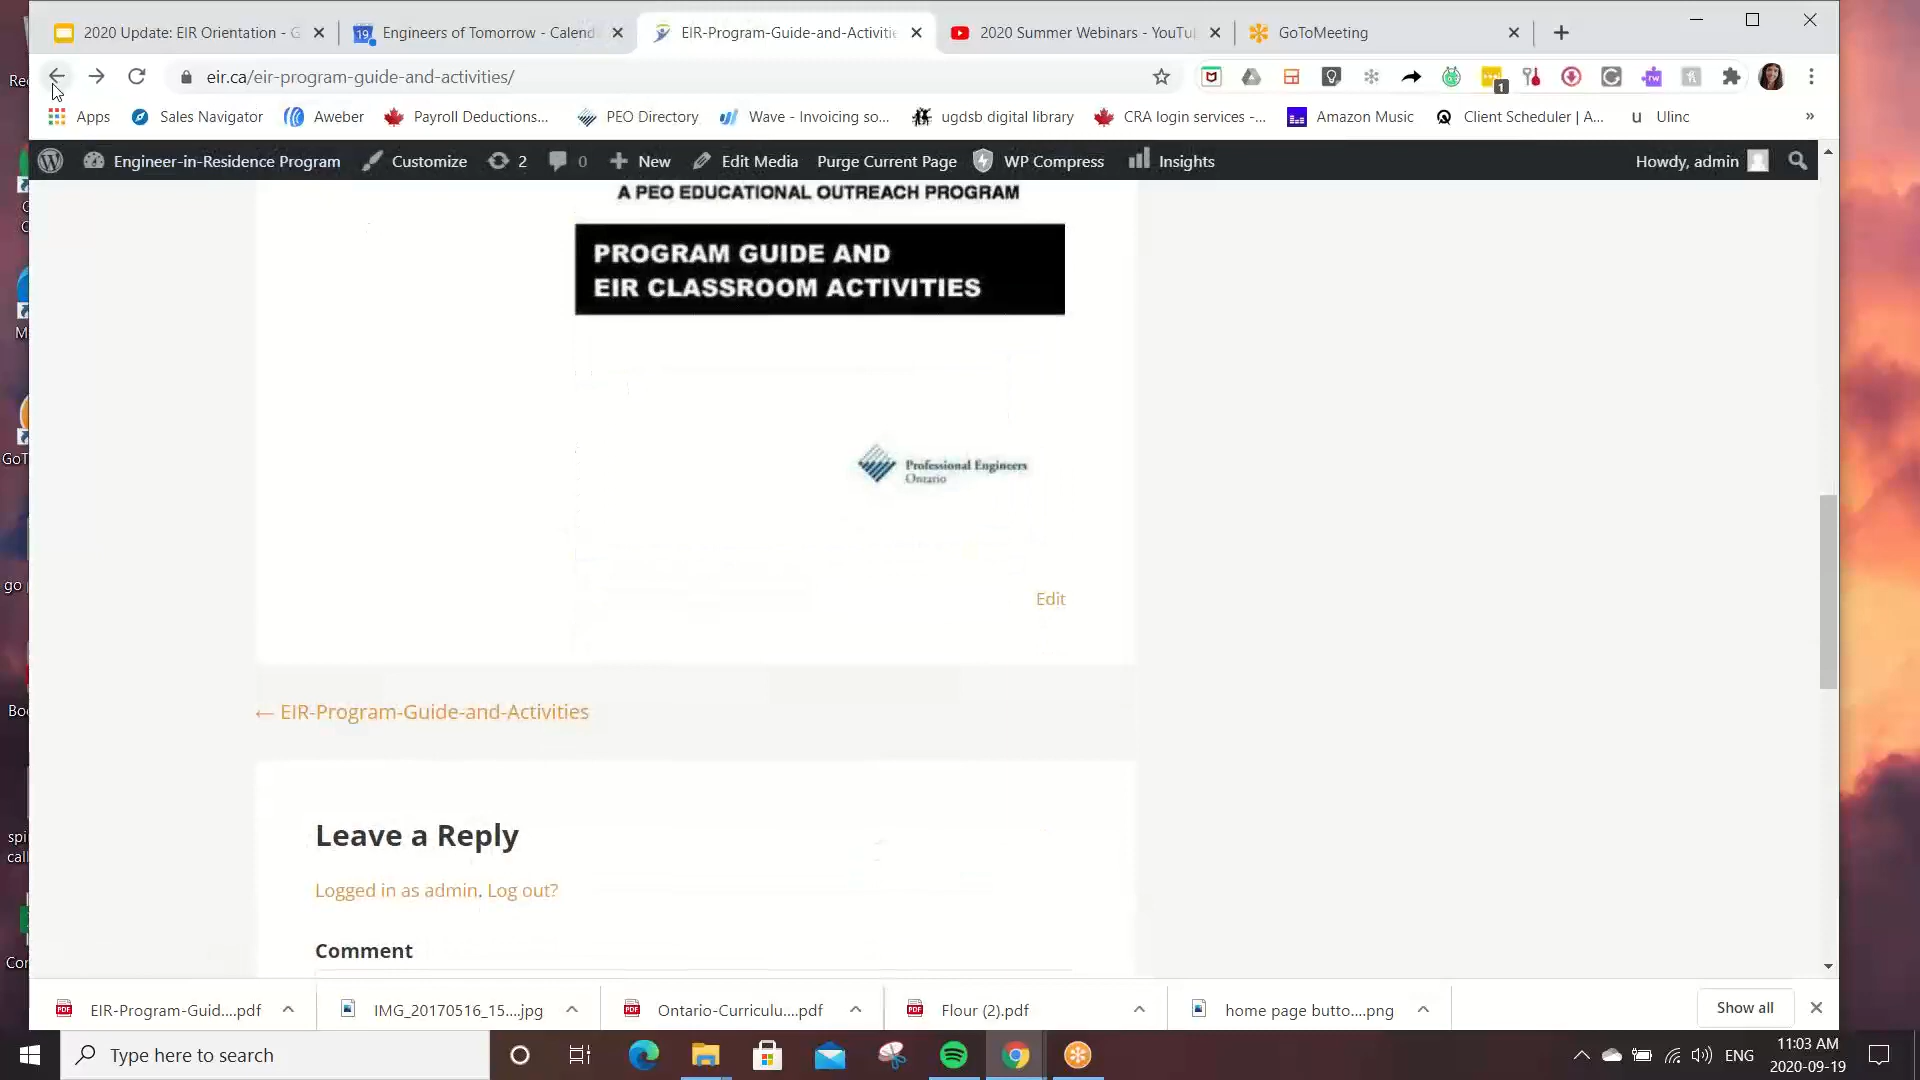 2020 Update: EIR Orientation - G
Engineers of Tomorrow - Calend
EIR-Program-Guide-and-Activitie
2020 Summer Webinars - YouTu
GoToMeeting
eir.ca/eir-program-guide-and-activities/
1
Apps
Sales Navigator
Aweber
Payroll Deductions...
PEO Directory
Wave - Invoicing so...
ugdsb digital library
CRA login services -...
Amazon Music
Client Scheduler | A...
Ulinc
»
Engineer-in-Residence Program
Customize
2
0
New
Edit Media
Purge Current Page
WP Compress
Insights
Howdy, admin
A PEO EDUCATIONAL OUTREACH PROGRAM
PROGRAM GUIDE AND
EIR CLASSROOM ACTIVITIES
Professional Engineers
Ontario
Edit
← EIR-Program-Guide-and-Activities
Leave a Reply
Logged in as admin. Log out?
Comment
EIR-Program-Guid....pdf
IMG_20170516_15....jpg
Ontario-Curriculu....pdf
Flour (2).pdf
home page butto....png
Show all
Type here to search
ENG
11:03 AM
2020-09-19